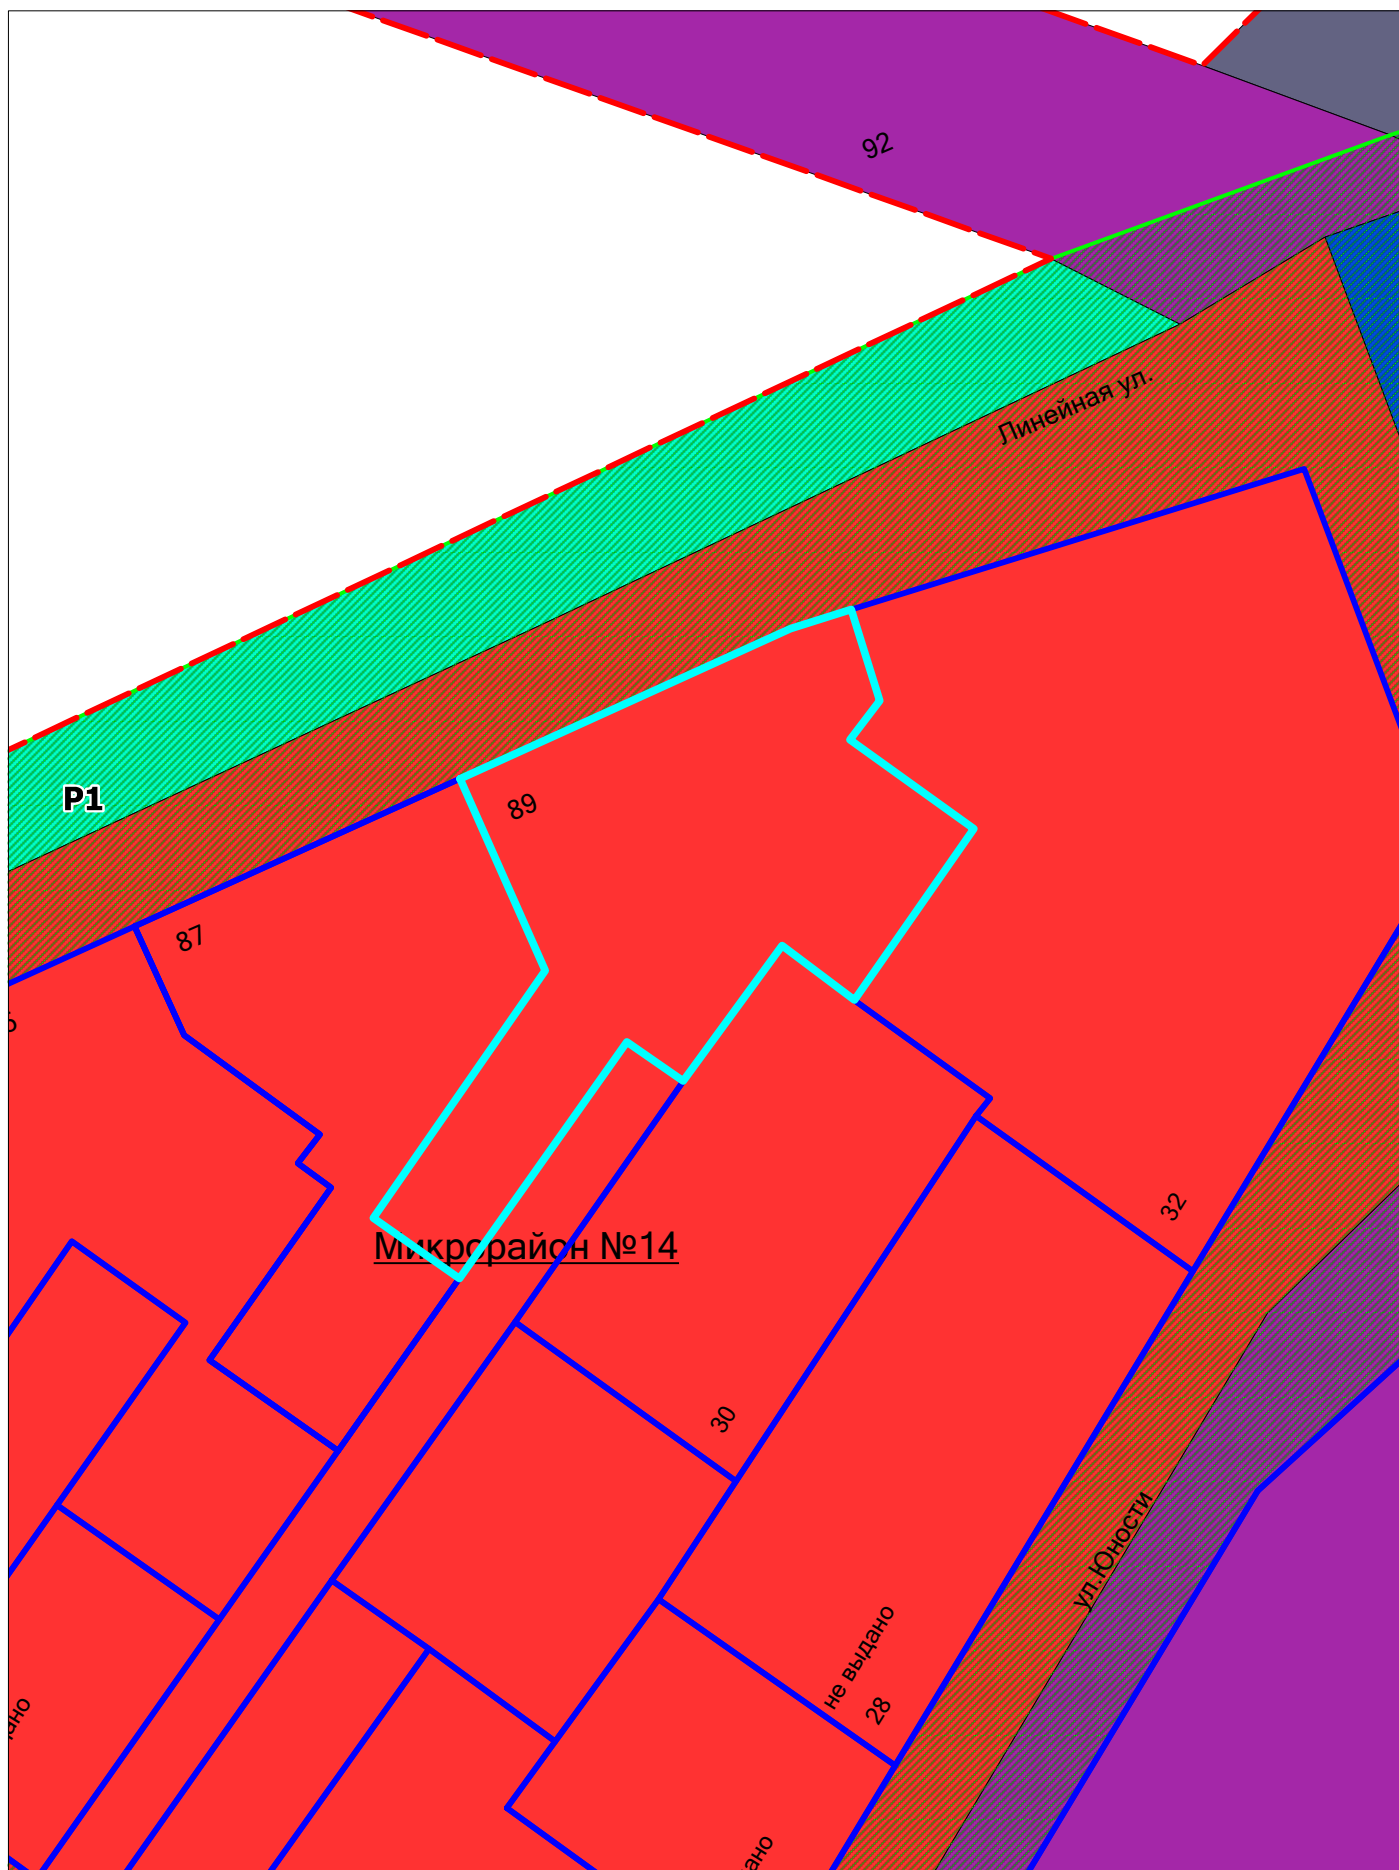 92
Линейная ул.
P1
89
87
32
Микрорайон №14
30
ул.Юности
не выдано
28